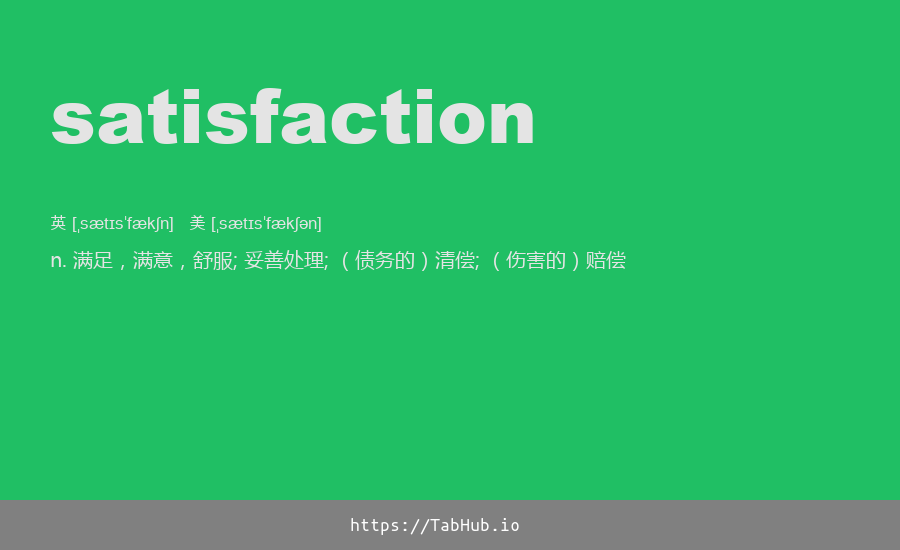 satisfaction
英 [ˌsætɪsˈfækʃn] 美 [ˌsætɪsˈfækʃən]
n. 满足，满意，舒服; 妥善处理; （债务的）清偿; （伤害的）赔偿
https://TabHub.io